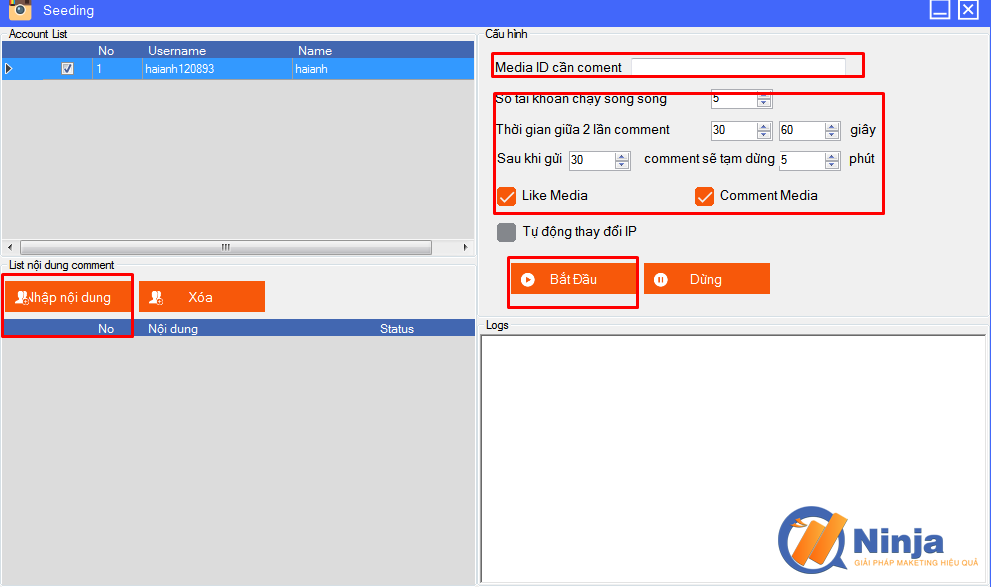 Seeding
Account List
No Username Name
1 haianh120893 haianh
List nội dung comment
Nhập nội dung Xóa
No Nội dung Status
Cấu hình
Media ID cần coment
Số tài khoản chạy song song 5
Thời gian giữa 2 lần comment 30 60 giây
Sau khi gửi 30 comment sẽ tạm dừng 5 phút
Like Media Comment Media
Tự động thay đổi IP
Bắt Đầu Dừng
Logs
Ninja
GIẢI PHÁP MAKETING HIỆU QUẢ